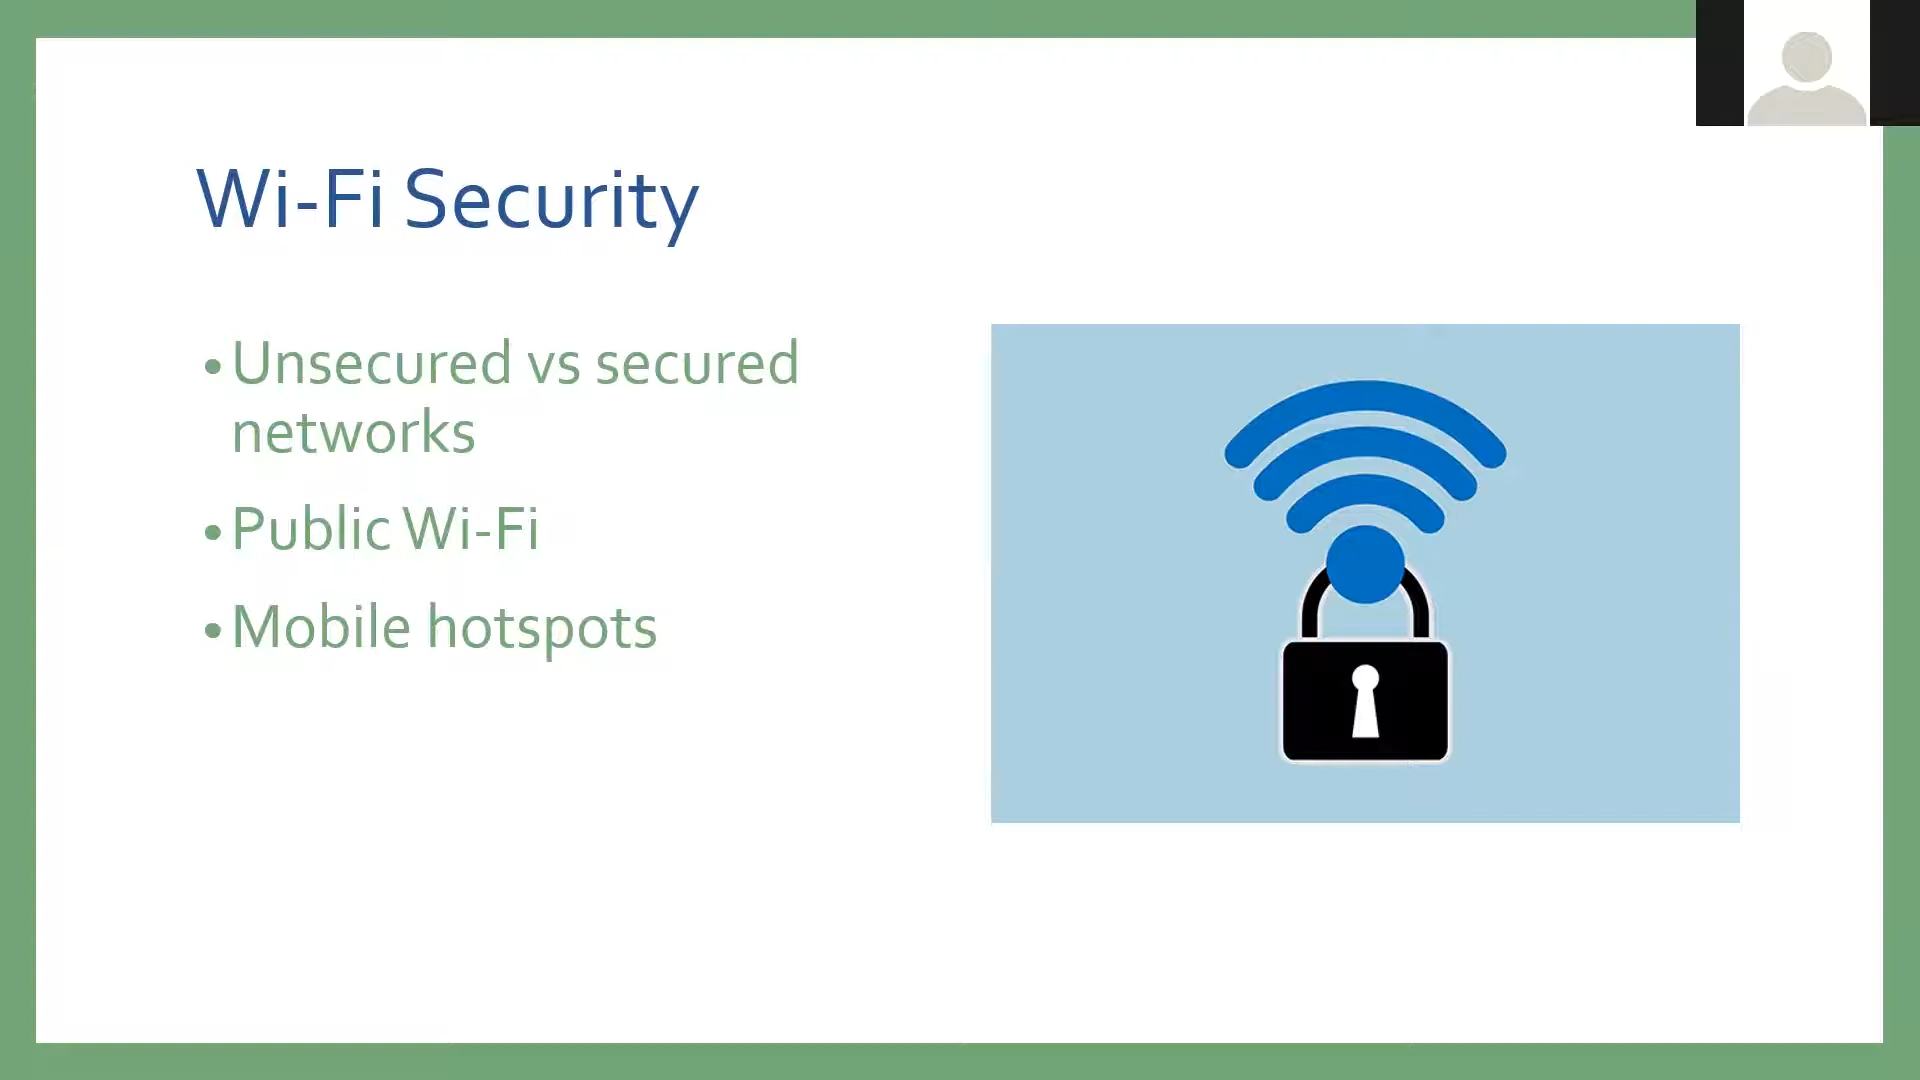 Wi-Fi Security
• Unsecured vs secured
networks
• Public Wi-Fi
• Mobile hotspots